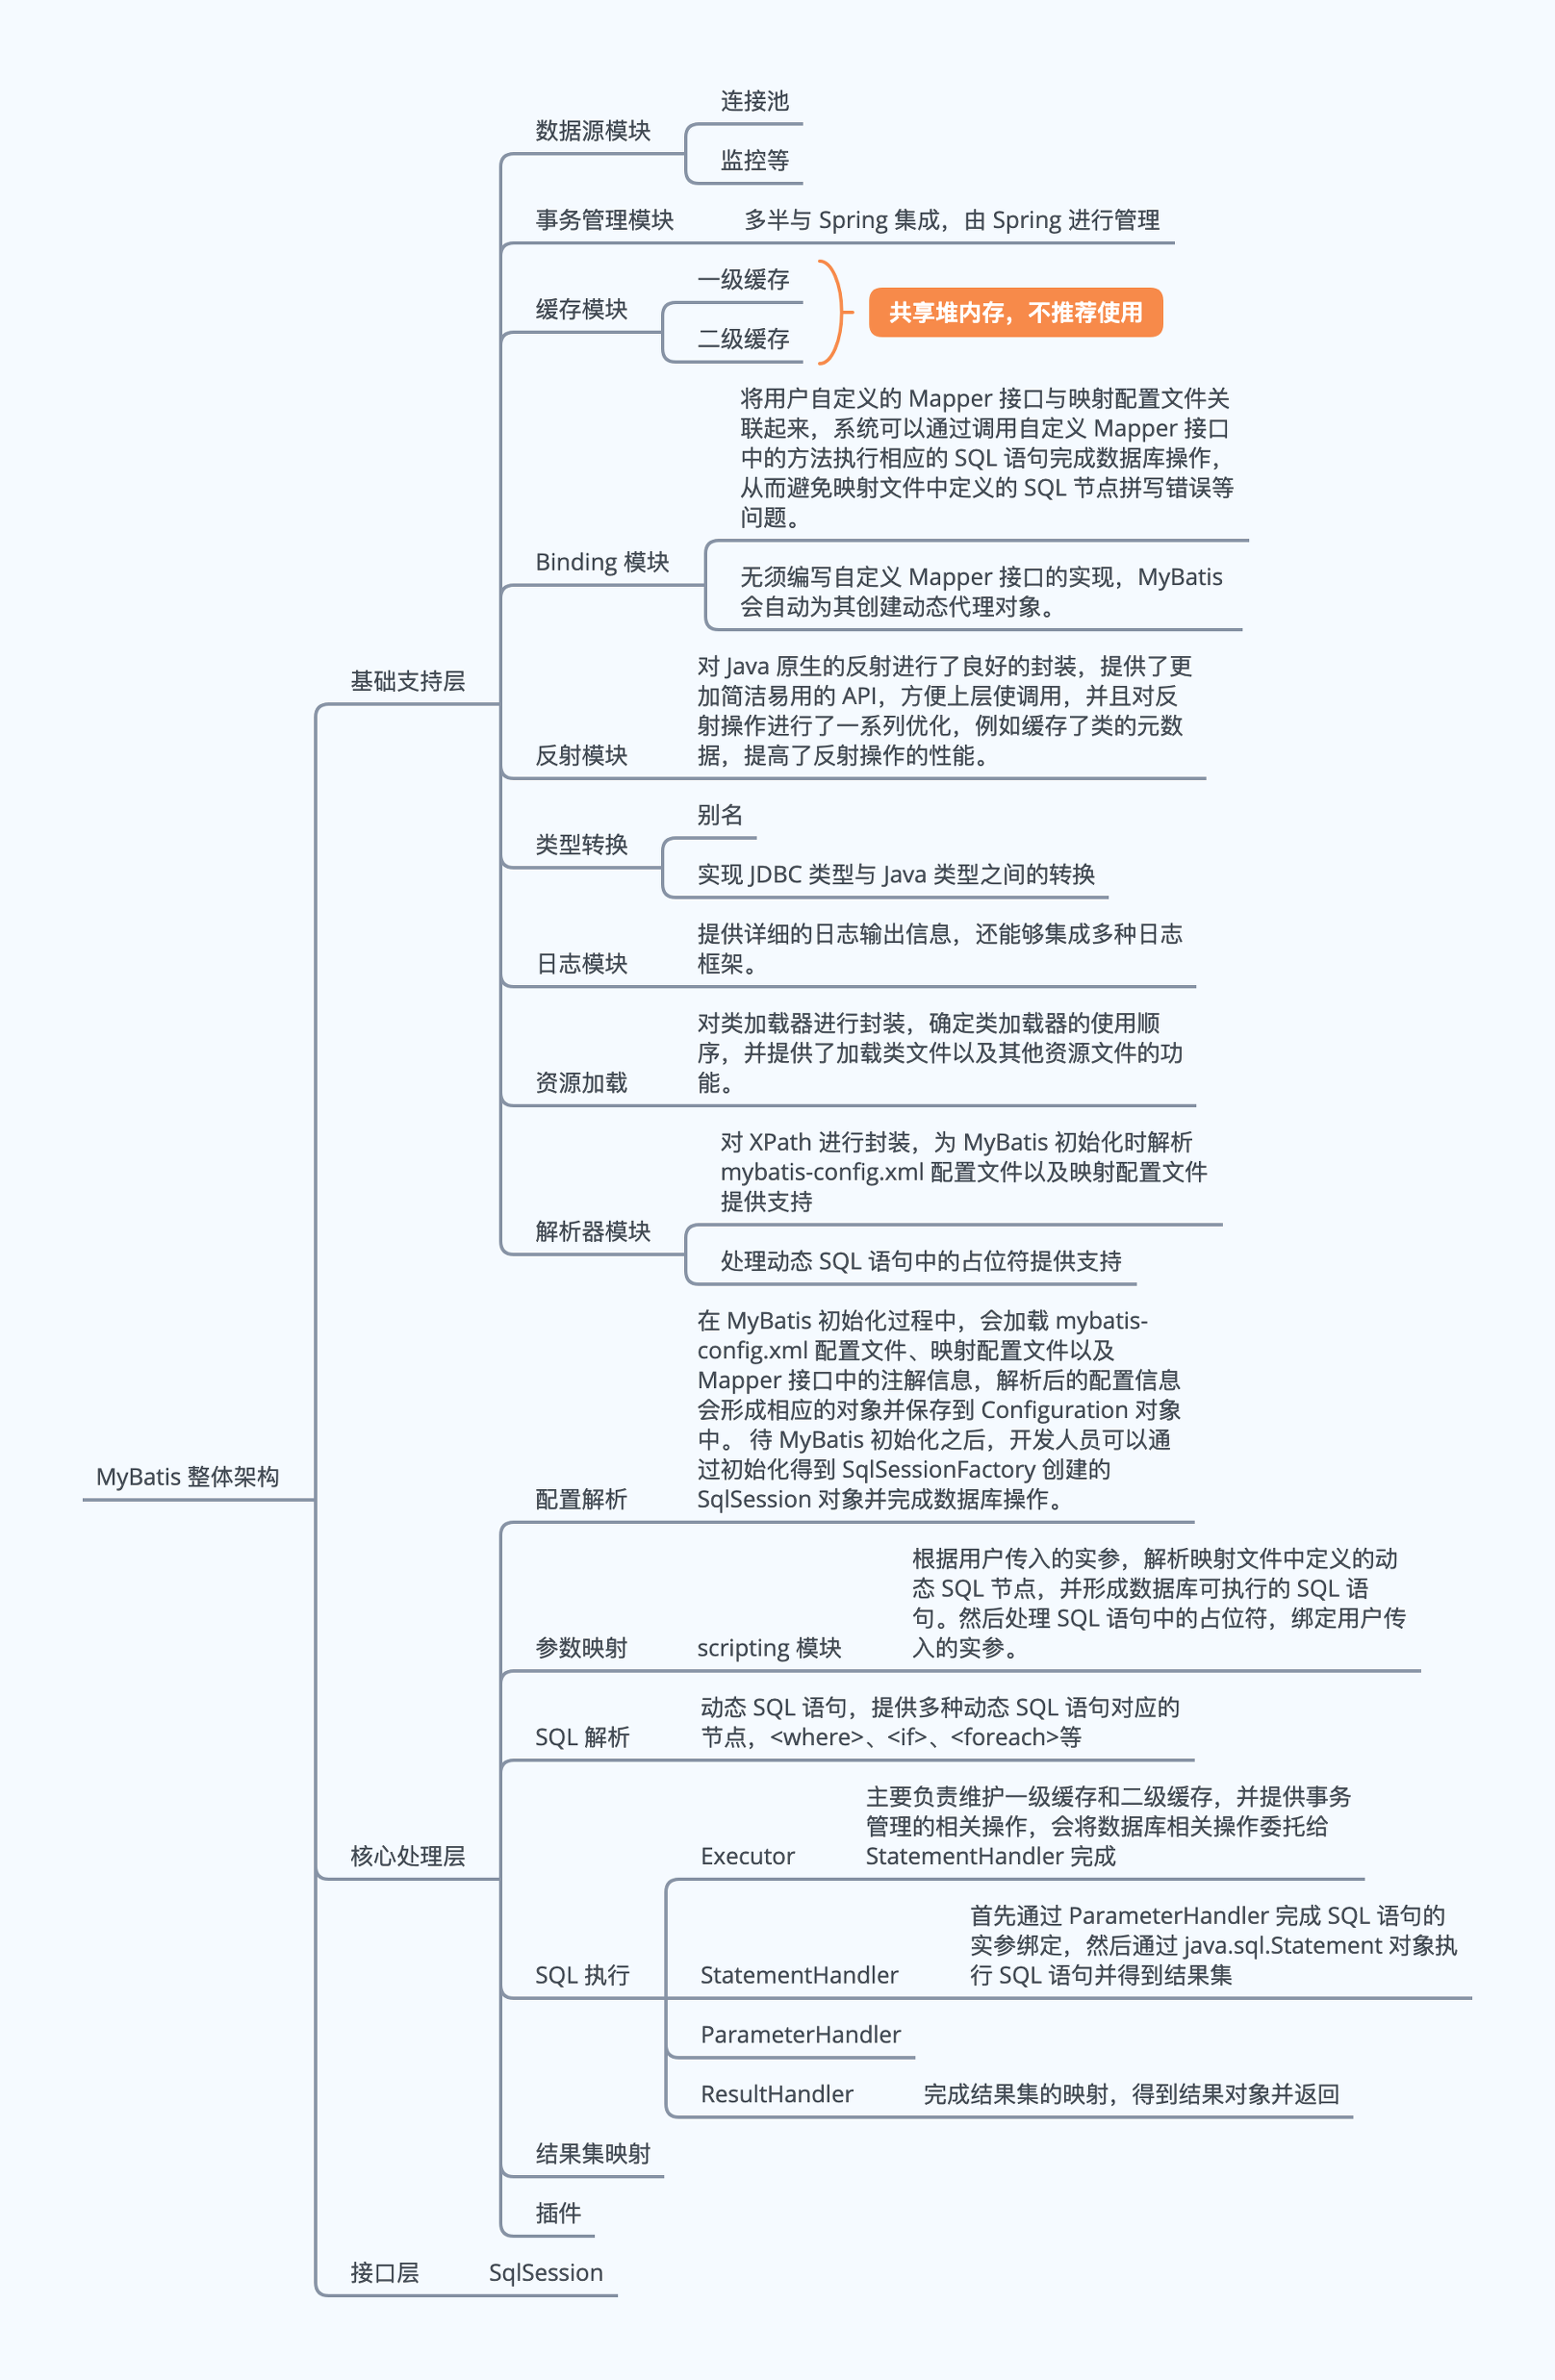 连接池
数据源模块
监控等
事务管理模块
多半与 Spring 集成，由 Spring 进行管理
一级缓存
缓存模块
共享堆内存，不推荐使用
二级缓存
将用户自定义的 Mapper 接口与映射配置文件关
联起来，系统可以通过调用自定义 Mapper 接口
中的方法执行相应的 SQL 语句完成数据库操作，
从而避免映射文件中定义的 SQL 节点拼写错误等
问题。
Binding 模块
无须编写自定义 Mapper 接口的实现，MyBatis
会自动为其创建动态代理对象。
基础支持层
对 Java 原生的反射进行了良好的封装，提供了更
加简洁易用的 API，方便上层使调用，并且对反
射操作进行了一系列优化，例如缓存了类的元数
据，提高了反射操作的性能。
反射模块
别名
类型转换
实现 JDBC 类型与 Java 类型之间的转换
提供详细的日志输出信息，还能够集成多种日志
框架。
日志模块
对类加载器进行封装，确定类加载器的使用顺
序，并提供了加载类文件以及其他资源文件的功
能。
资源加载
对 XPath 进行封装，为 MyBatis 初始化时解析
mybatis-config.xml 配置文件以及映射配置文件
提供支持
解析器模块
处理动态 SQL 语句中的占位符提供支持
在 MyBatis 初始化过程中，会加载 mybatis-
config.xml 配置文件、映射配置文件以及
Mapper 接口中的注解信息，解析后的配置信息
会形成相应的对象并保存到 Configuration 对象
中。 待 MyBatis 初始化之后，开发人员可以通
过初始化得到 SqlSessionFactory 创建的
SqlSession 对象并完成数据库操作。
MyBatis 整体架构
配置解析
根据用户传入的实参，解析映射文件中定义的动
态 SQL 节点，并形成数据库可执行的 SQL 语
句。然后处理 SQL 语句中的占位符，绑定用户传
入的实参。
参数映射
scripting 模块
动态 SQL 语句，提供多种动态 SQL 语句对应的
节点，<where>、<if>、<foreach>等
SQL 解析
主要负责维护一级缓存和二级缓存，并提供事务
管理的相关操作，会将数据库相关操作委托给
StatementHandler 完成
核心处理层
Executor
首先通过 ParameterHandler 完成 SQL 语句的
实参绑定，然后通过 java.sql.Statement 对象执
行 SQL 语句并得到结果集
SQL 执行
StatementHandler
ParameterHandler
ResultHandler
完成结果集的映射，得到结果对象并返回
结果集映射
插件
接口层
SqlSession